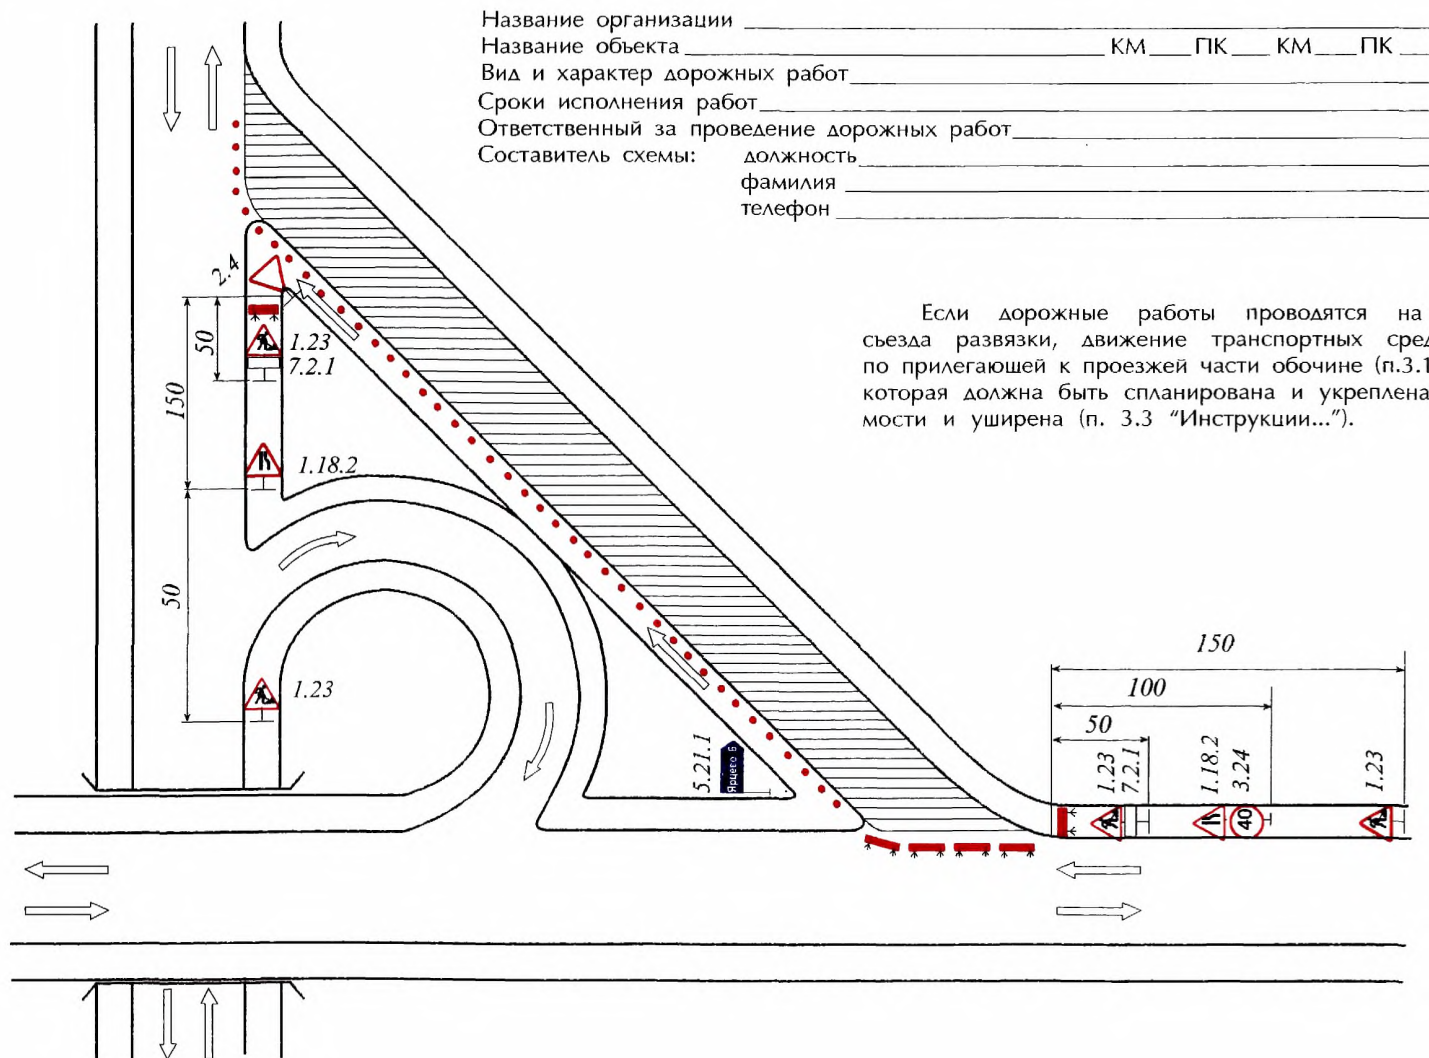 Название организации
Название объекта КМ ПК КМ ПК
Вид и характер дорожных работ
Сроки исполнения работ
Ответственный за проведение дорожных работ
Составитель схемы: должность
фамилия
телефон
Если дорожные работы проводятся на
съезда развязки, движение транспортных сред
по прилегающей к проезжей части обочине (п.3.1
которая должна быть спланирована и укреплена
мости и уширена (п. 3.3 "Инструкции...").
2.4
50
1.23
7.2.1
150
1.18.2
50
1.23
5.21.1
Ярцево 6
150
100
50
1.23
7.2.1
1.18.2
3.24
1.23
40